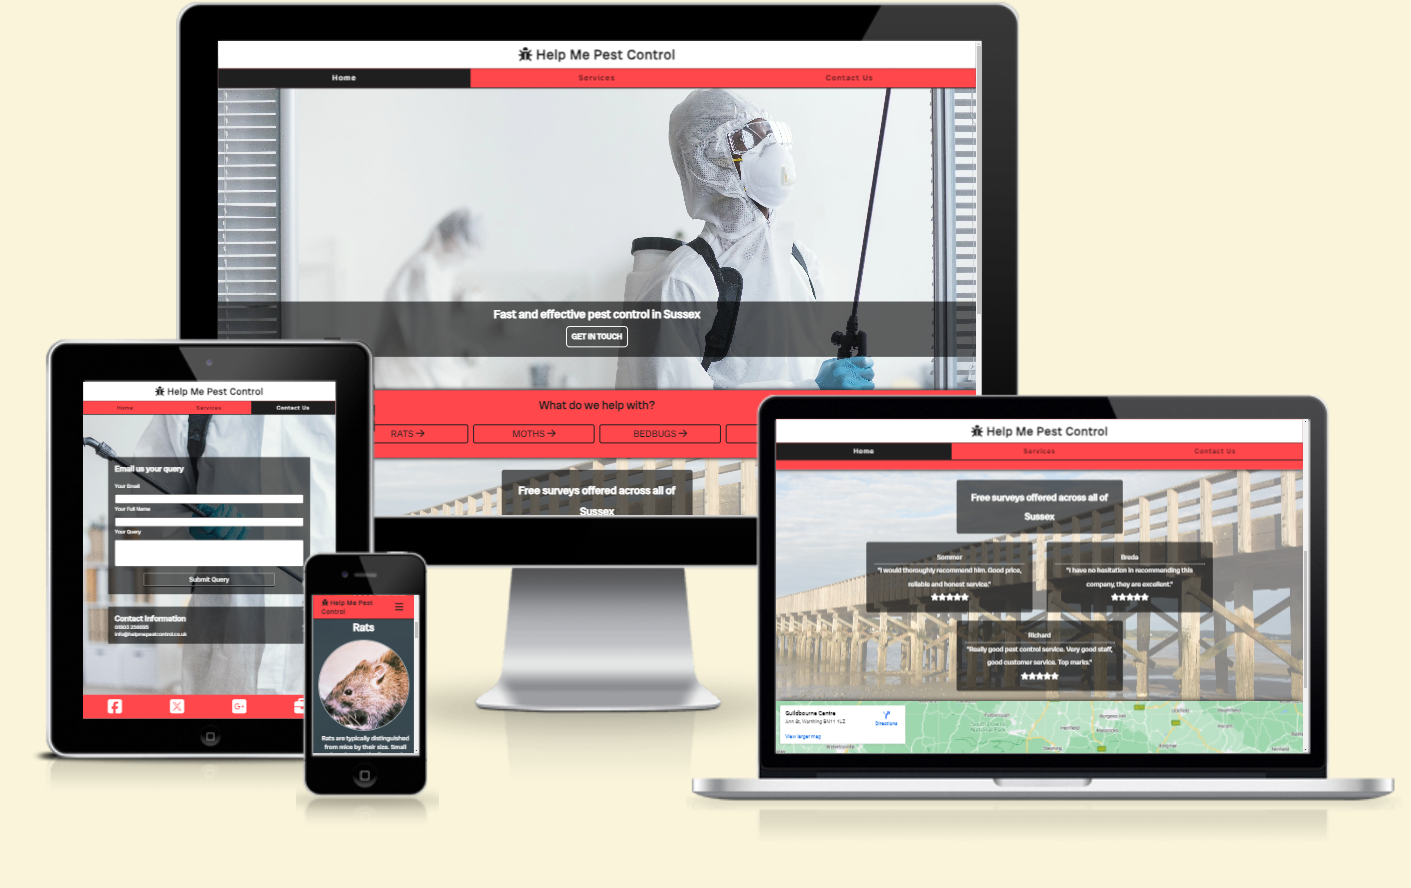 Help Me Pest Control
Home
Services
Contact Us
Fast and effective pest control in Sussex
GET IN TOUCH
What do we help with?
RATS
MOTHS
BEDBUGS
Free surveys offered across all of
Sussex
Help Me Pest Control
Home
Services
Contact Us
Email us your query
Your Email
Your Full Name
Your Query
Submit Query
Contact Information
info@helpmepestcontrol.co.uk
Help Me Pest
Control
Rats
Rats are typically distinguished
from mice by their size. Small
Help Me Pest Control
Home
Services
Contact Us
Free surveys offered across all of
Sussex
Sommer
"I would thoroughly recommend him. Good price,
reliable and honest service."
Breda
"I have no hesitation in recommending this
company, they are excellent."
Richard
"Really good pest control service. Very good staff,
good customer service. Top marks."
Guildbourne Centre
Ann St, Worthing BN11 1LZ
Directions
View larger map